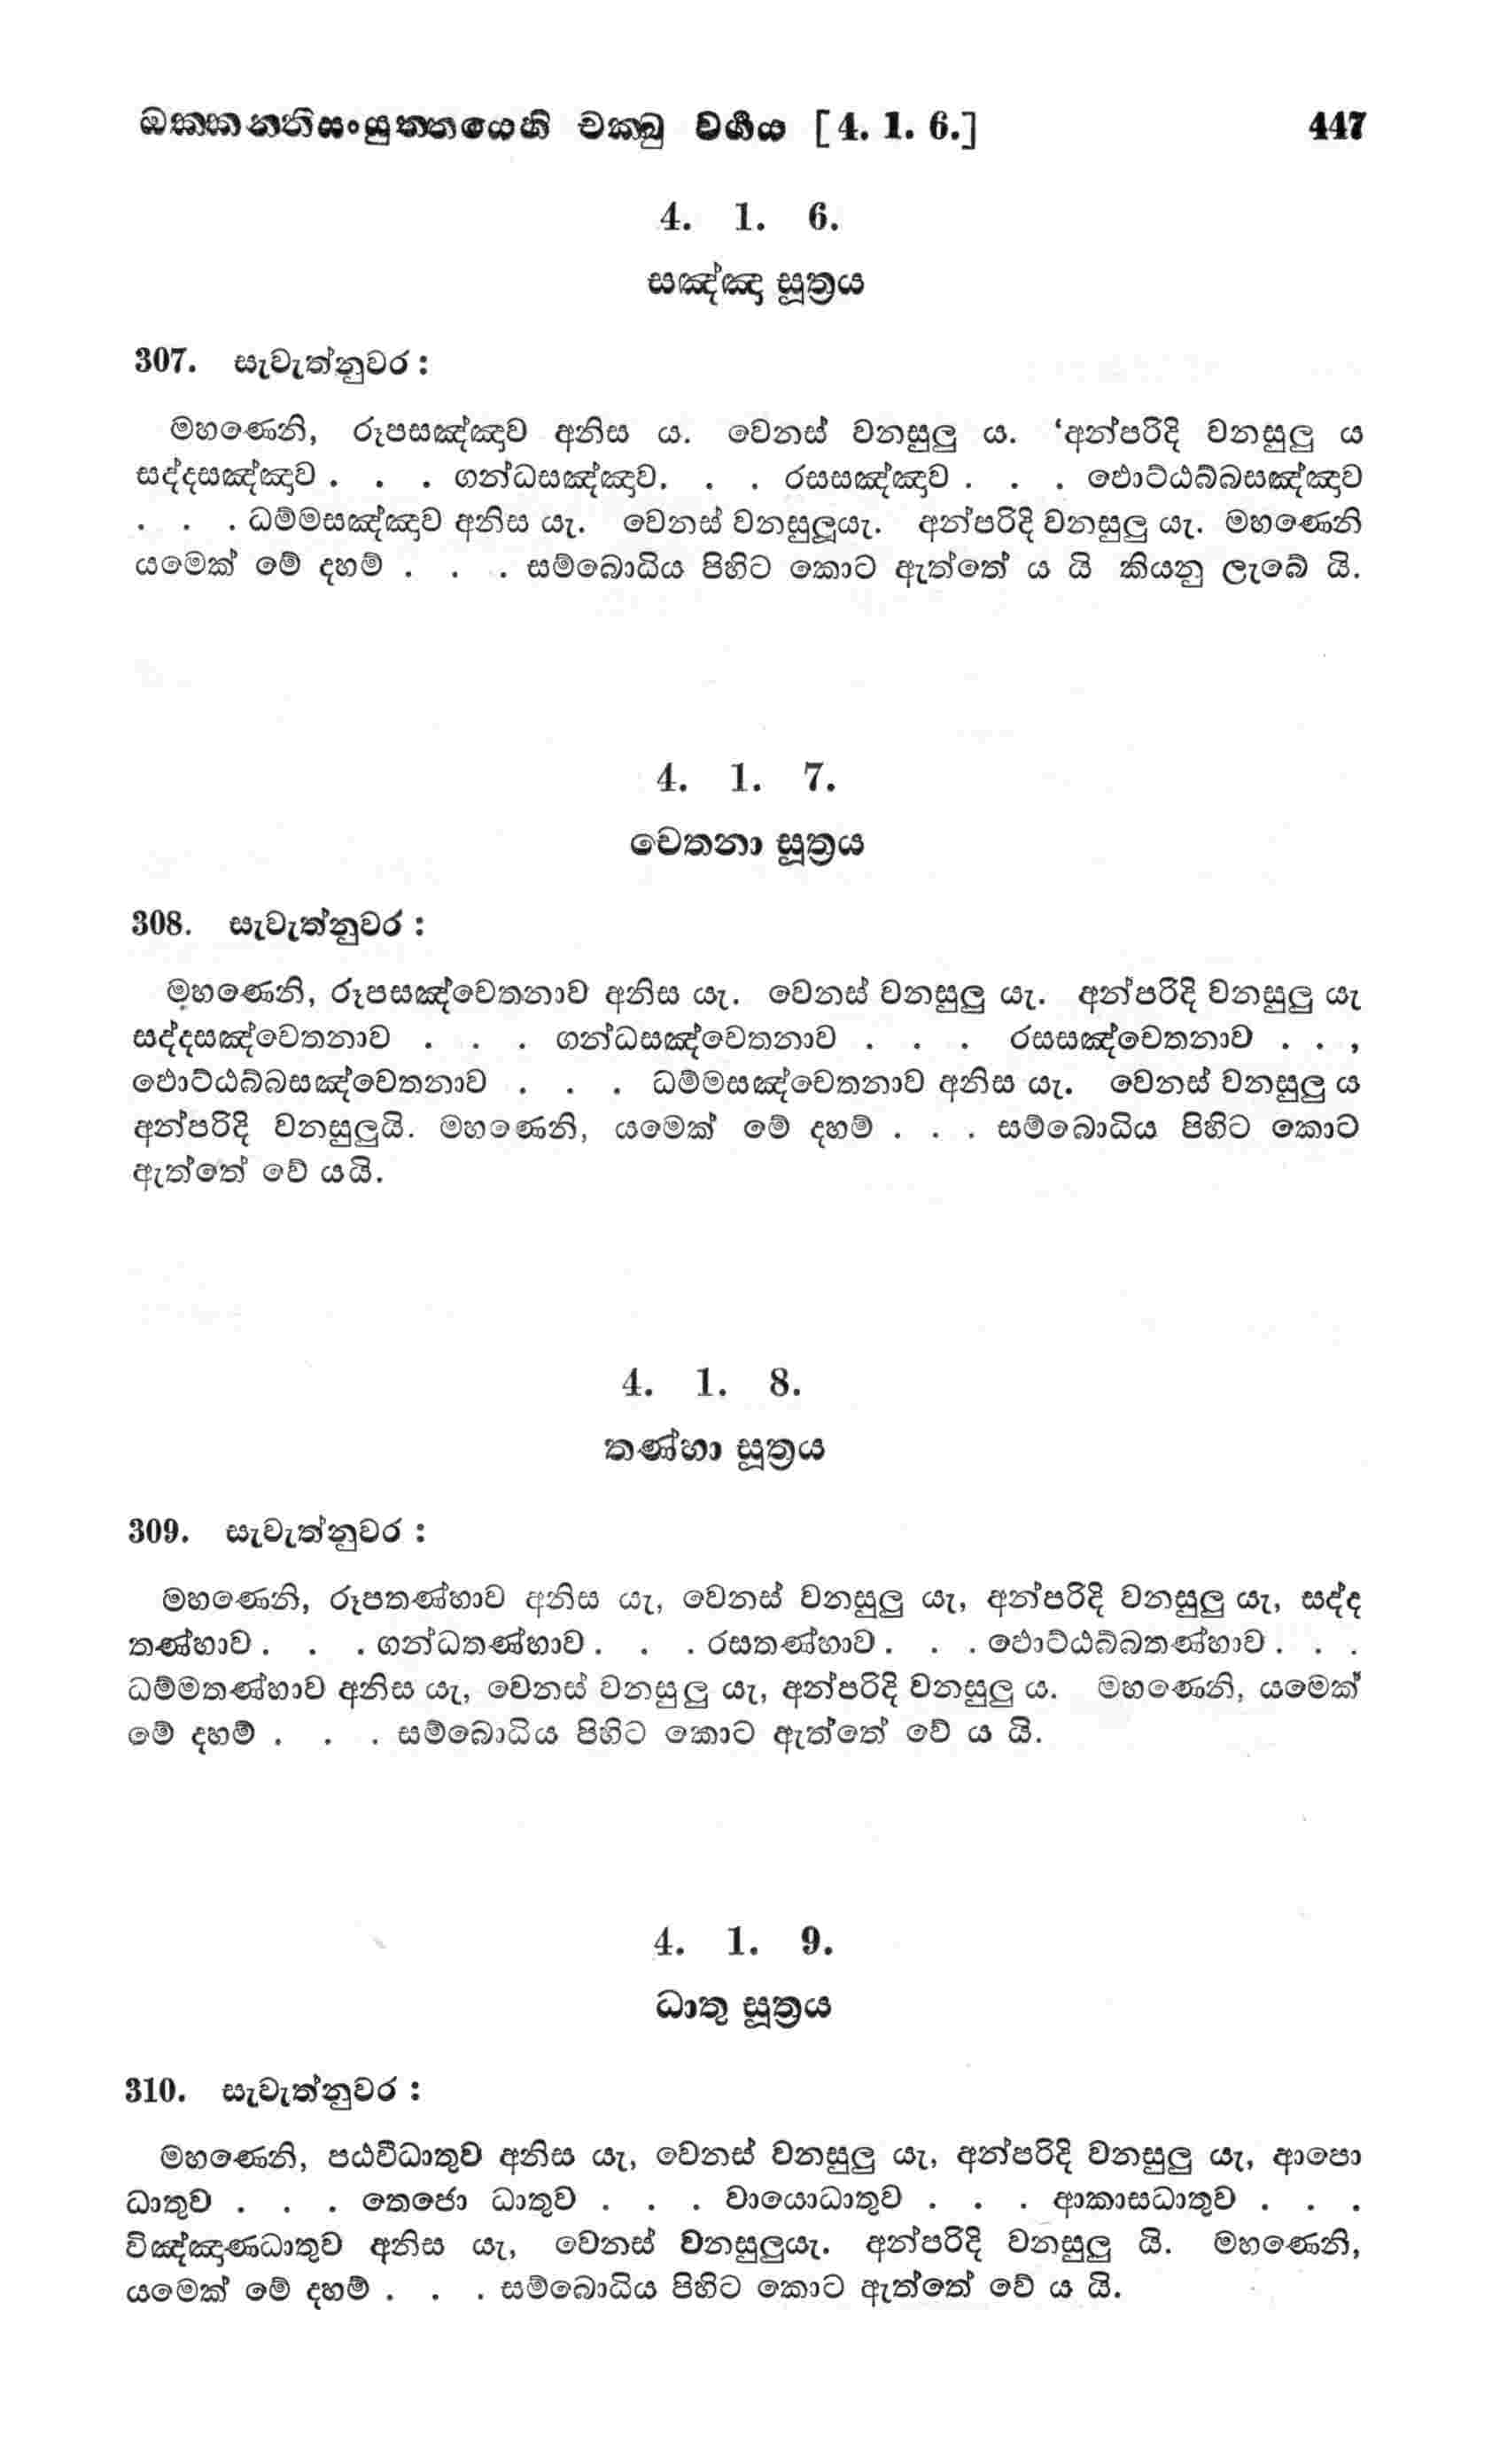 ඔක්කන්තිසංයුත්තයෙහි චක්ඛු වර්‍ගය [4. 1. 6.] 447
4. 1. 6.
සඤ්ඤා සූත්‍රය
307. සැවැත්නුවර :
මහණෙනි, රූපසඤ්ඤාව අනිස ය. වෙනස් වනසුලු ය. ‘අන්පරිදි වනසුලු ය
සද්දසඤ්ඤාව . . . ගන්ධසඤ්ඤාව. . . රසසඤ්ඤාව . . . ඵොට්ඨබ්බසඤ්ඤාව
. . . ධම්මසඤ්ඤාව අනිස යැ. වෙනස් වනසුලූයැ. අන්පරිදි වනසුලු යැ. මහණෙනි
යමෙක් මේ දහම් . . . සම්බොධිය පිහිට කොට ඇත්තේ ය යි කියනු ලැබේ යි.
4. 1. 7.
චෙතනා සූත්‍රය
308. සැවැත්නුවර :
මහණෙනි, රූපසඤ්චෙතනාව අනිස යැ. වෙනස් වනසුලු යැ. අන්පරිදි වනසුලු යැ
සද්දසඤ්චෙතනාව . . . ගන්ධසඤ්චෙතනාව . . . රසසඤ්චෙතනාව . . ,
ඵොට්ඨබ්බසඤ්චෙතනාව . . . ධම්මසඤ්චෙතනාව අනිස යැ. වෙනස් වනසුලු ය
අන්පරිදි වනසුලුයි. මහණෙනි, යමෙක් මේ දහම් . . . සම්බොධිය පිහිට කොට
ඇත්තේ වේ යයි.
4. 1. 8.
තණ්හා සූත්‍රය
309. සැවැත්නුවර :
මහණෙනි, රූපතණ්හාව අනිස යැ, වෙනස් වනසුලු යැ, අන්පරිදි වනසුලු යැ, සද්ද
තණ්හාව . . . ගන්ධතණ්හාව . . . රසතණ්හාව . . . ඵොට්ඨබ්බතණ්හාව . . .
ධම්මතණ්හාව අනිස යැ, වෙනස් වනසුලු යැ, අන්පරිදි වනසුලු ය. මහණෙනි, යමෙක්
මේ දහම් . . . සම්බොධිය පිහිට කොට ඇත්තේ වේ ය යි.
4. 1. 9.
ධාතු සූත්‍රය
310. සැවැත්නුවර :
මහණෙනි, පඨවීධාතුව අනිස යැ, වෙනස් වනසුලු යැ, අන්පරිදි වනසුලු යැ, ආපො
ධාතුව . . . තෙජො ධාතුව . . . වායොධාතුව . . . ආකාසධාතුව . . .
විඤ්ඤාණධාතුව අනිස යැ, වෙනස් වනසුලුයැ. අන්පරිදි වනසුලු යි. මහණෙනි,
යමෙක් මේ දහම් . . . සම්බොධිය පිහිට කොට ඇත්තේ වේ ය යි.